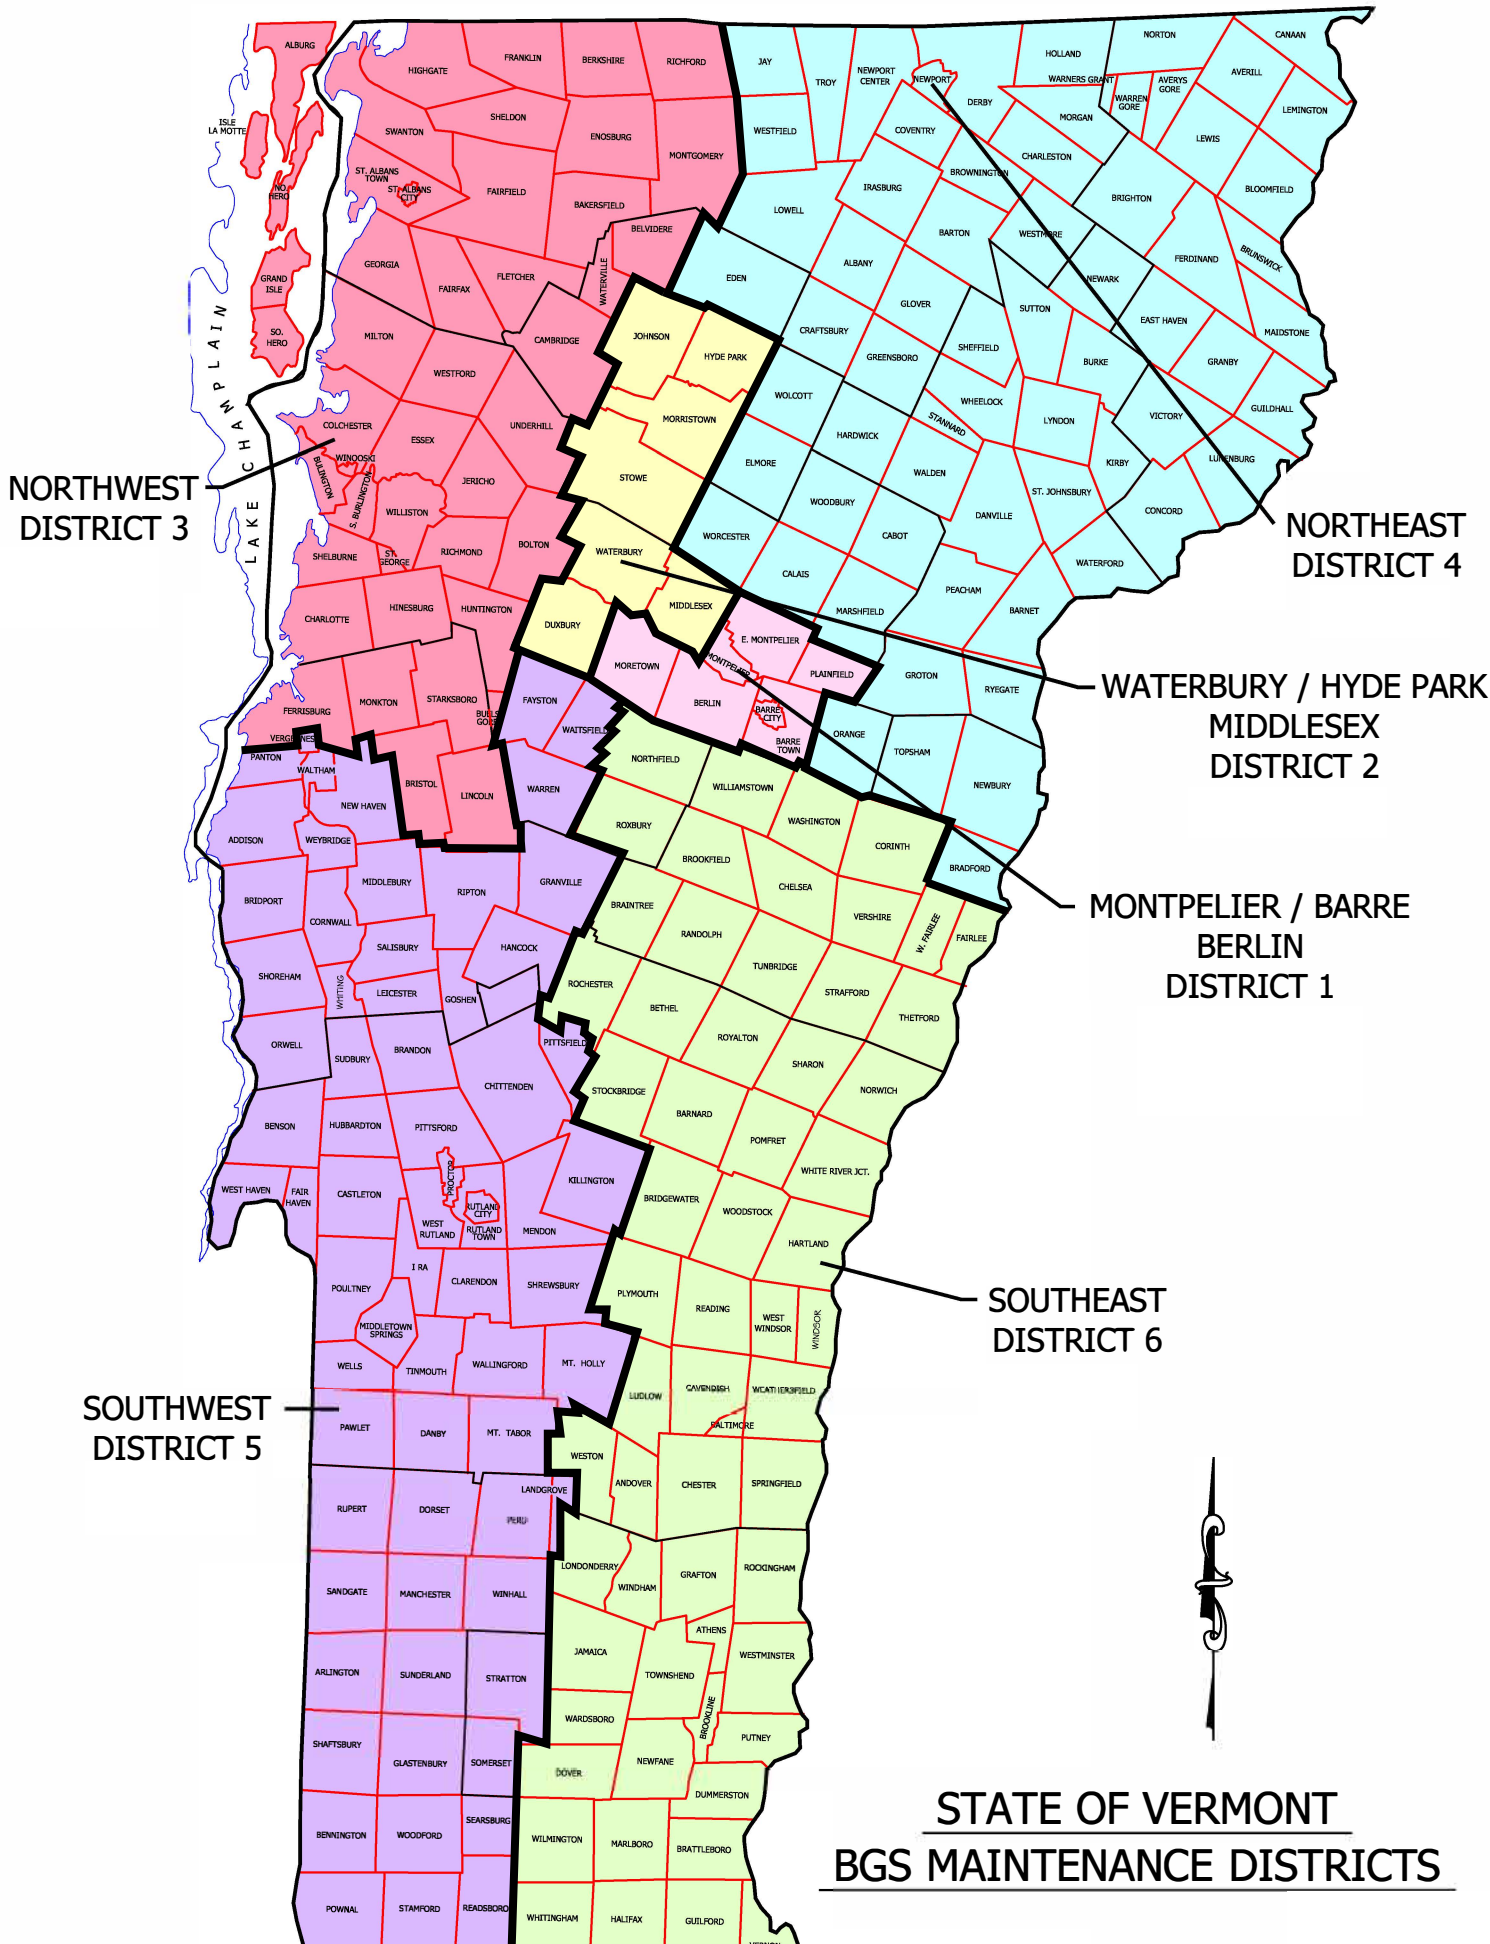 ALBURG
HIGHGATE
FRANKLIN
BERKSHIRE
RICHFORD
JAY
TROY
NEWPORT
CENTER
NEWPORT
DERBY
HOLLAND
WARNERS GRANT
NORTON
WARREN
GORE
AVERYS
GORE
AVERILL
CANAAN
LEMINGTON
ISLE
LA MOTTE
SWANTON
SHELDON
ENOSBURG
MONTGOMERY
WESTFIELD
COVENTRY
MORGAN
CHARLESTON
LEWIS
BLOOMFIELD
ST. ALBANS
TOWN
ST. ALBANS
CITY
FAIRFIELD
NO.
HERO
BAKERSFIELD
BELVIDERE
LOWELL
IRASBURG
BROWNINGTON
BRIGHTON
BARTON
WESTMORE
FERDINAND
BRUNSWICK
GEORGIA
FAIRFAX
FLETCHER
WATERVILLE
EDEN
ALBANY
NEWARK
GRAND
ISLE
SO.
HERO
MILTON
CAMBRIDGE
JOHNSON
HYDE PARK
CRAFTSBURY
GLOVER
GREENSBORO
SHEFFIELD
SUTTON
EAST HAVEN
MAIDSTONE
BURKE
GRANBY
WESTFORD
MORRISTOWN
WOLCOTT
WHEELOCK
STANNARD
LYNDON
VICTORY
GUILDHALL
LAKE CHAMPLAIN
COLCHESTER
ESSEX
UNDERHILL
HARDWICK
WINOOSKI
BULINGTON
S. BURLINGTON
JERICHO
STOWE
ELMORE
WALDEN
KIRBY
LUNENBURG
NORTHWEST
DISTRICT 3
WILLISTON
WOODBURY
ST. JOHNSBURY
CONCORD
DANVILLE
NORTHEAST
DISTRICT 4
SHELBURNE
ST.
GEORGE
RICHMOND
BOLTON
WATERBURY
WORCESTER
CABOT
CALAIS
PEACHAM
WATERFORD
CHARLOTTE
HINESBURG
HUNTINGTON
DUXBURY
MIDDLESEX
MARSHFIELD
BARNET
E. MONTPELIER
MORETOWN
MONTPELIER
PLAINFIELD
GROTON
RYEGATE
WATERBURY / HYDE PARK
MIDDLESEX
DISTRICT 2
FERRISBURG
MONKTON
STARKSBORO
BUELS
GORE
FAYSTON
BERLIN
BARRE
CITY
WAITSFIELD
BARRE
TOWN
ORANGE
TOPSHAM
VERGENNES
PANTON
WALTHAM
NORTHFIELD
NEW HAVEN
BRISTOL
LINCOLN
WARREN
WILLIAMSTOWN
NEWBURY
ADDISON
WEYBRIDGE
ROXBURY
WASHINGTON
CORINTH
BROOKFIELD
BRADFORD
MIDDLEBURY
RIPTON
GRANVILLE
CHELSEA
BRIDPORT
CORNWALL
BRAINTREE
VERSHIRE
W. FAIRLEE
FAIRLEE
MONTPELIER / BARRE
BERLIN
DISTRICT 1
SALISBURY
HANCOCK
RANDOLPH
TUNBRIDGE
SHOREHAM
WHITING
LEICESTER
GOSHEN
ROCHESTER
STRAFFORD
BETHEL
THETFORD
ORWELL
SUDBURY
BRANDON
PITTSFIELD
ROYALTON
SHARON
CHITTENDEN
STOCKBRIDGE
NORWICH
BENSON
HUBBARDTON
PITTSFORD
BARNARD
POMFRET
WHITE RIVER JCT.
WEST HAVEN
FAIR
HAVEN
CASTLETON
PROCTOR
KILLINGTON
BRIDGEWATER
WOODSTOCK
RUTLAND
CITY
WEST
RUTLAND
RUTLAND
TOWN
MENDON
HARTLAND
I RA
POULTNEY
CLARENDON
SHREWSBURY
PLYMOUTH
READING
WEST
WINDSOR
WINDSOR
SOUTHEAST
DISTRICT 6
MIDDLETOWN
SPRINGS
WELLS
TINMOUTH
WALLINGFORD
MT. HOLLY
LUDLOW
CAVENDISH
WEATHERSFIELD
SOUTHWEST
DISTRICT 5
PAWLET
DANBY
MT. TABOR
BALTIMORE
WESTON
ANDOVER
CHESTER
SPRINGFIELD
LANDGROVE
RUPERT
DORSET
PERU
LONDONDERRY
WINDHAM
GRAFTON
ROCKINGHAM
SANDGATE
MANCHESTER
WINHALL
ATHENS
JAMAICA
TOWNSHEND
WESTMINSTER
ARLINGTON
SUNDERLAND
STRATTON
WARDSBORO
BROOKLINE
PUTNEY
SHAFTSBURY
GLASTENBURY
SOMERSET
DOVER
NEWFANE
DUMMERSTON
STATE OF VERMONT
BENNINGTON
WOODFORD
SEARSBURG
WILMINGTON
MARLBORO
BRATTLEBORO
BGS MAINTENANCE DISTRICTS
POWNAL
STAMFORD
READSBORO
WHITINGHAM
HALIFAX
GUILFORD